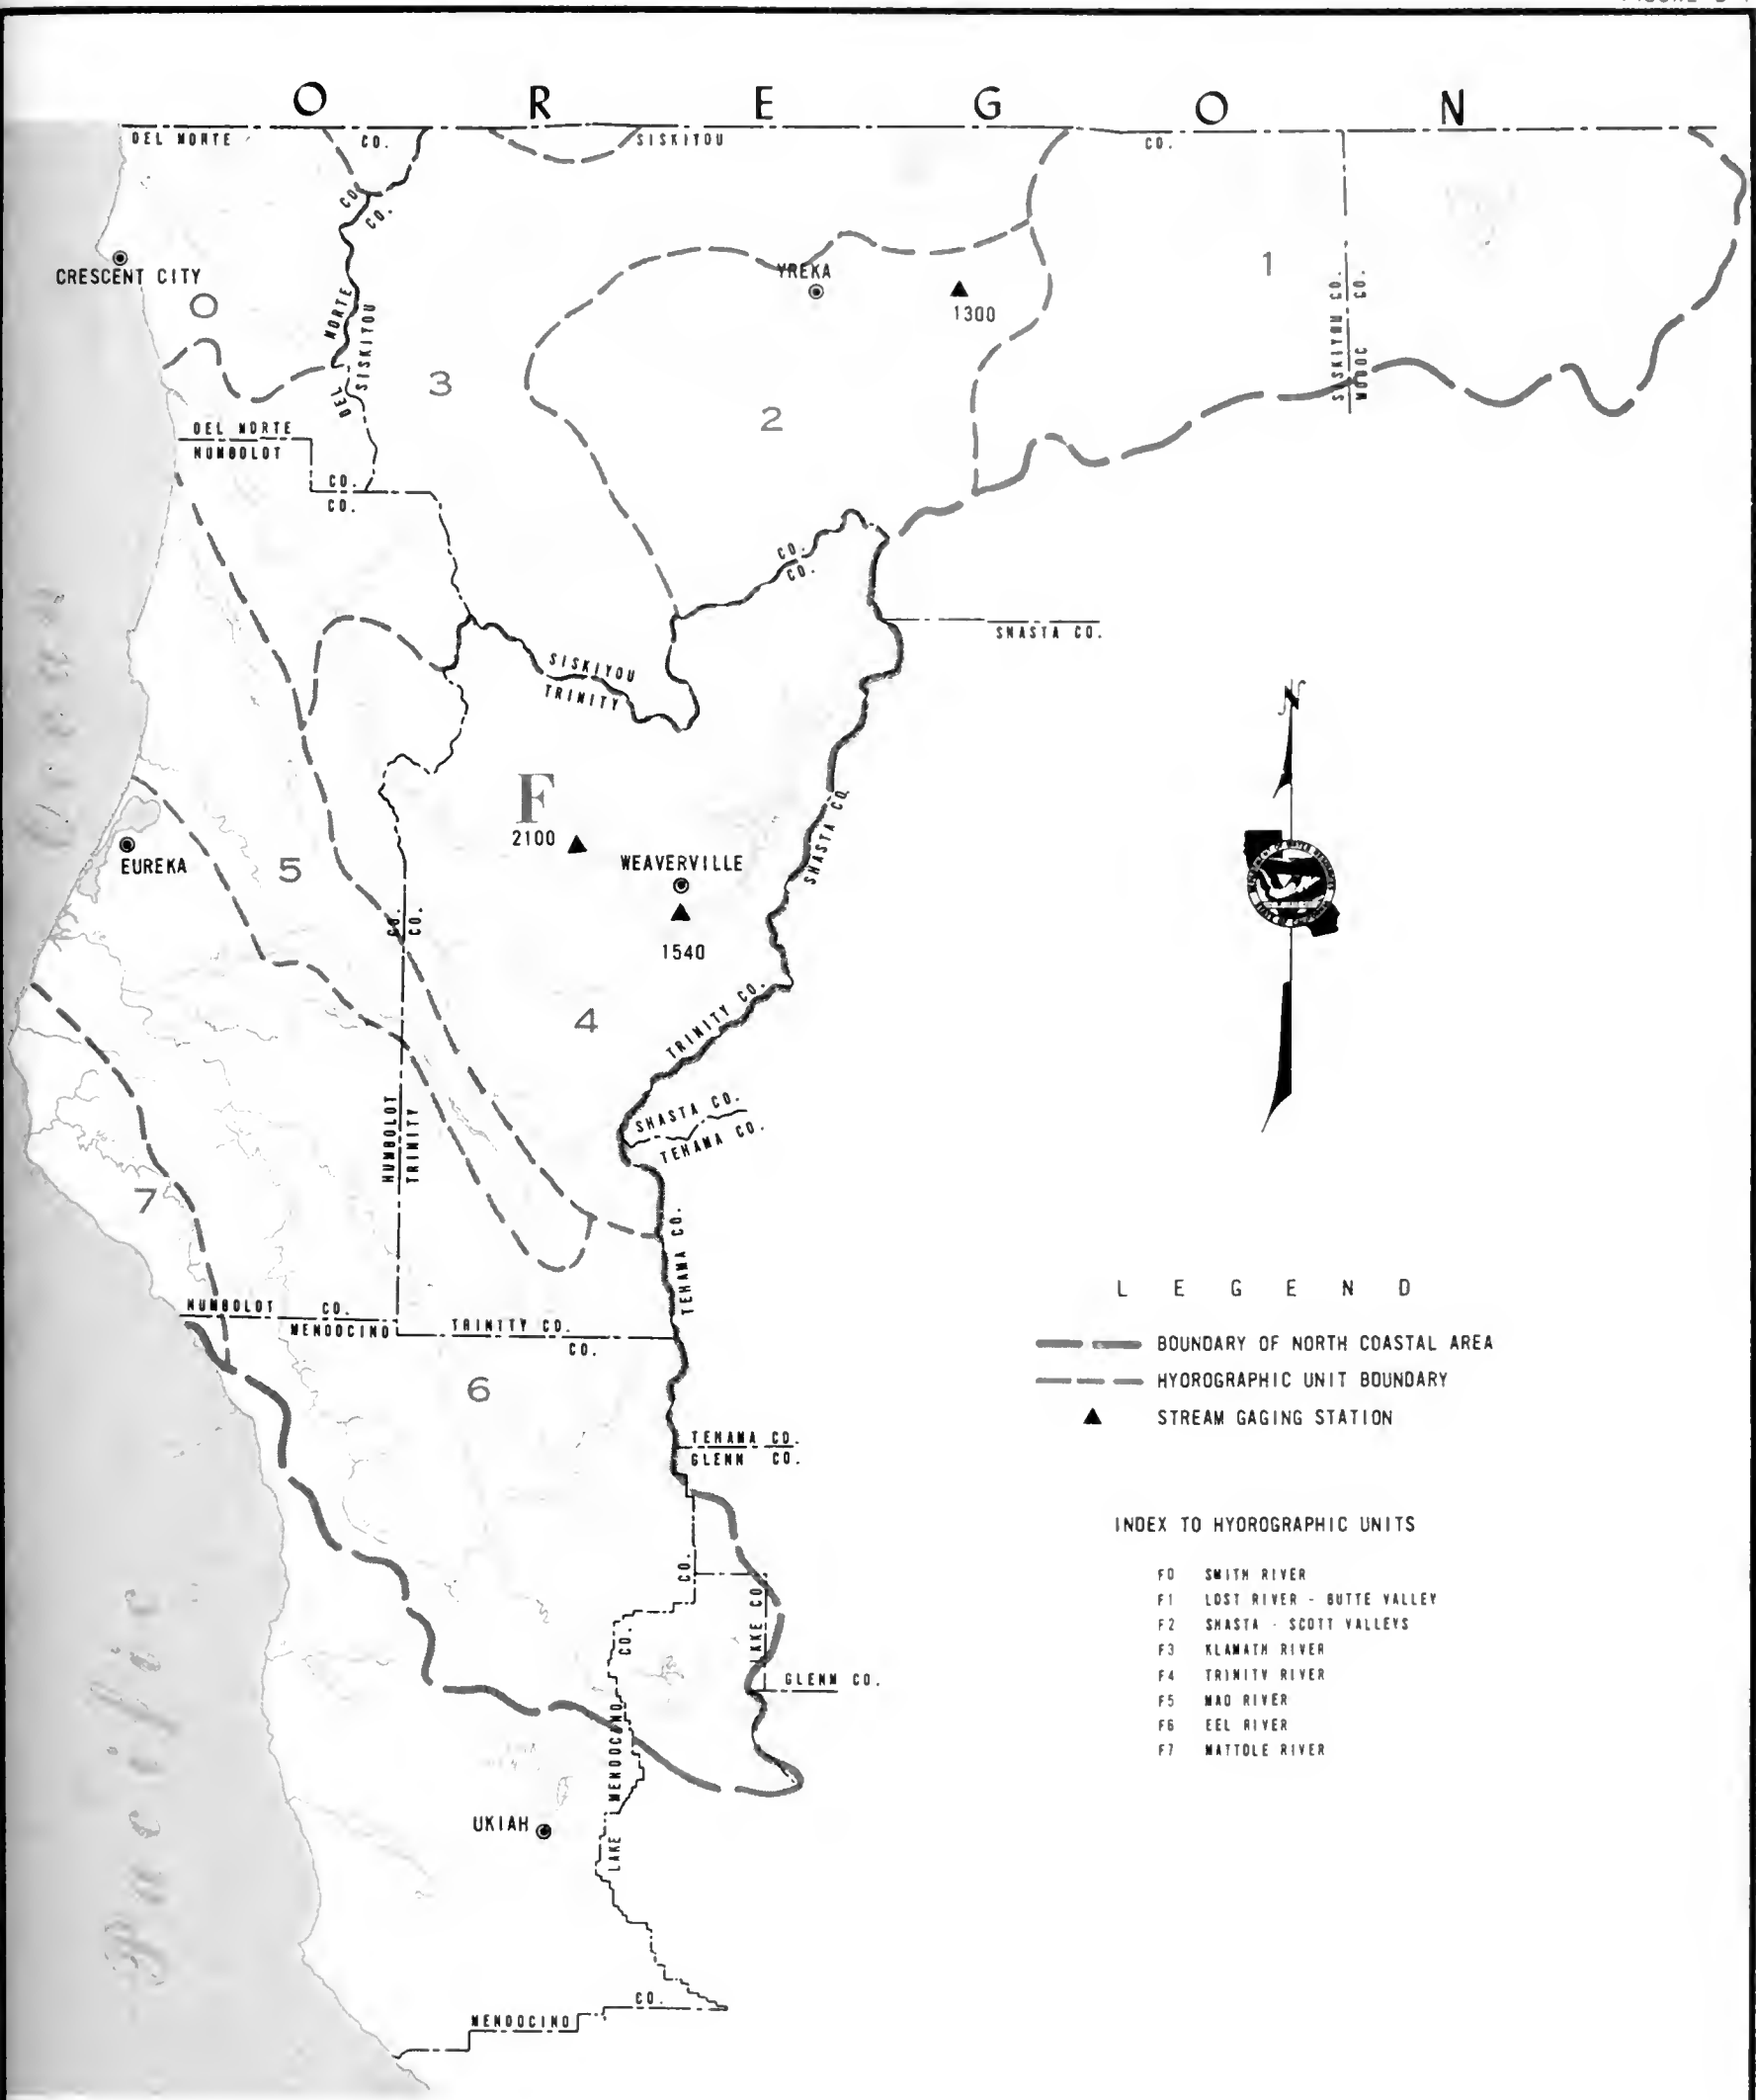 O R E G O N
DEL NORTE CO. SISKIYOU CO.
CO.
CO.
CRESCENT CITY
0
DEL NORTE
SISKIYOU
YREKA
1300
1
SISKIYOU CO.
MODOC CO.
3
2
DEL NORTE
HUMBOLDT
CO.
CO.
CO.
CO.
SHASTA CO.
SISKIYOU
TRINITY
N
F
2100
WEAVERVILLE
1540
SHASTA CO.
EUREKA
5
CO.
CO.
4
TRINITY CO.
SHASTA CO.
TEHAMA CO.
HUMBOLDT
TRINITY
7
TEHAMA CO.
HUMBOLDT CO.
MENDOCINO
TRINITY CO.
CO.
6
TEHAMA CO.
GLENN CO.
CO.
LAKE CO.
CO.
GLENN CO.
MENDOCINO
LAKE
UKIAH
CO.
MENDOCINO
Pacific
Ocean
L E G E N D
BOUNDARY OF NORTH COASTAL AREA
HYDROGRAPHIC UNIT BOUNDARY
STREAM GAGING STATION
INDEX TO HYDROGRAPHIC UNITS
F0 SMITH RIVER
F1 LOST RIVER - BUTTE VALLEY
F2 SHASTA - SCOTT VALLEYS
F3 KLAMATH RIVER
F4 TRINITY RIVER
F5 MAD RIVER
F6 EEL RIVER
F7 MATTOLE RIVER